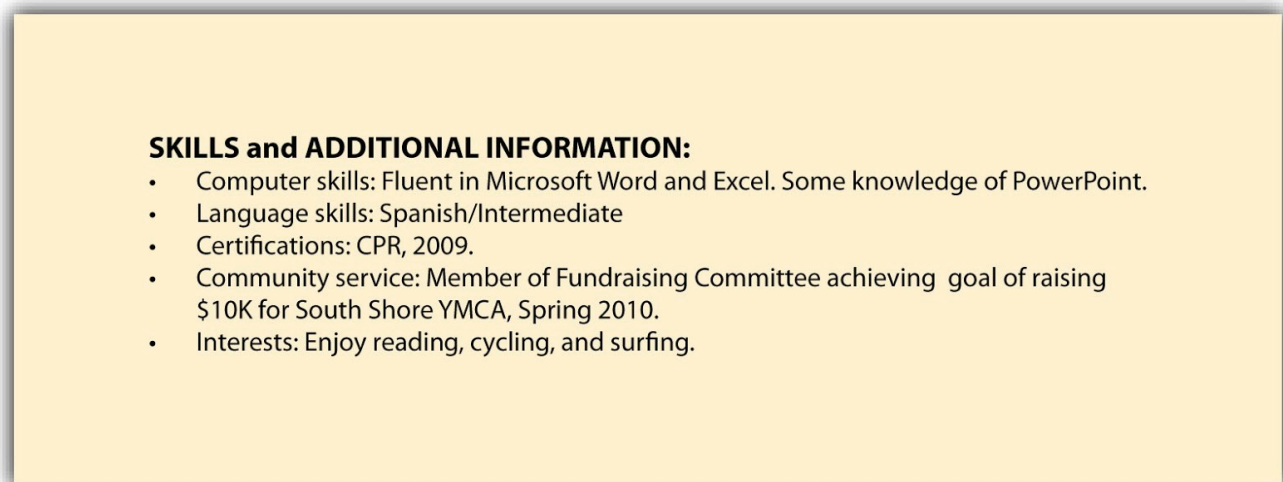 SKILLS and ADDITIONAL INFORMATION:
• Computer skills: Fluent in Microsoft Word and Excel. Some knowledge of PowerPoint.
• Language skills: Spanish/Intermediate
• Certifications: CPR, 2009.
• Community service: Member of Fundraising Committee achieving  goal of raising
$10K for South Shore YMCA, Spring 2010.
• Interests: Enjoy reading, cycling, and surfing.